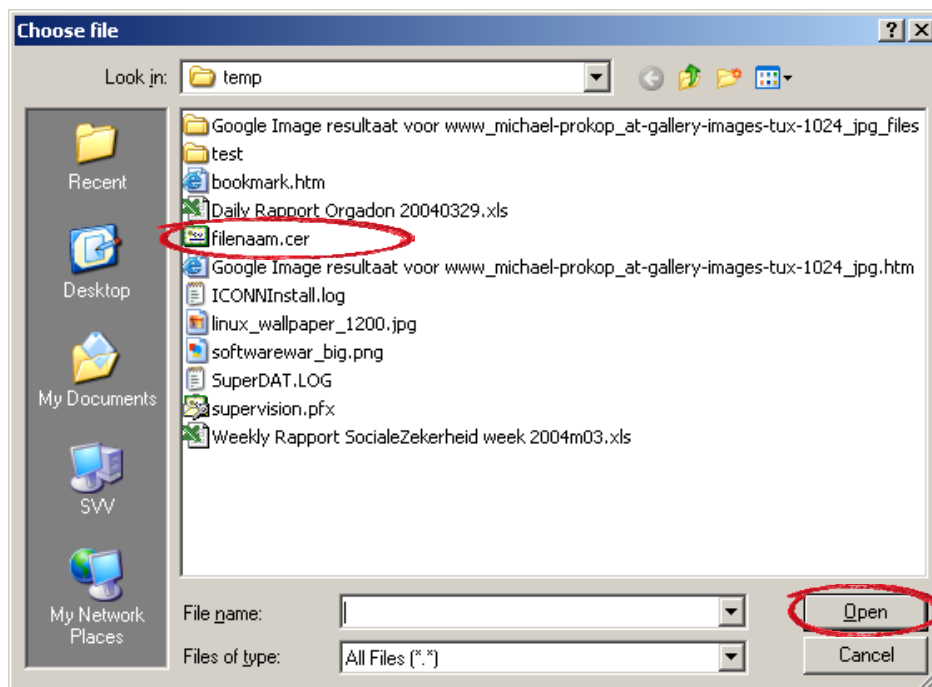 Choose file
Look in:
temp
Recent
Desktop
My Documents
SVV
My Network
Places
Google Image resultaat voor www_michael-prokop_at-gallery-images-tux-1024_jpg_files
test
bookmark.htm
Daily Rapport Orgadon 20040329.xls
filenaam.cer
Google Image resultaat voor www_michael-prokop_at-gallery-images-tux-1024_jpg.htm
ICONNInstall.log
linux_wallpaper_1200.jpg
softwarewar_big.png
SuperDAT.LOG
supervision.pfx
Weekly Rapport SocialeZekerheid week 2004m03.xls
File name:
Open
Files of type:
All Files (*.*)
Cancel